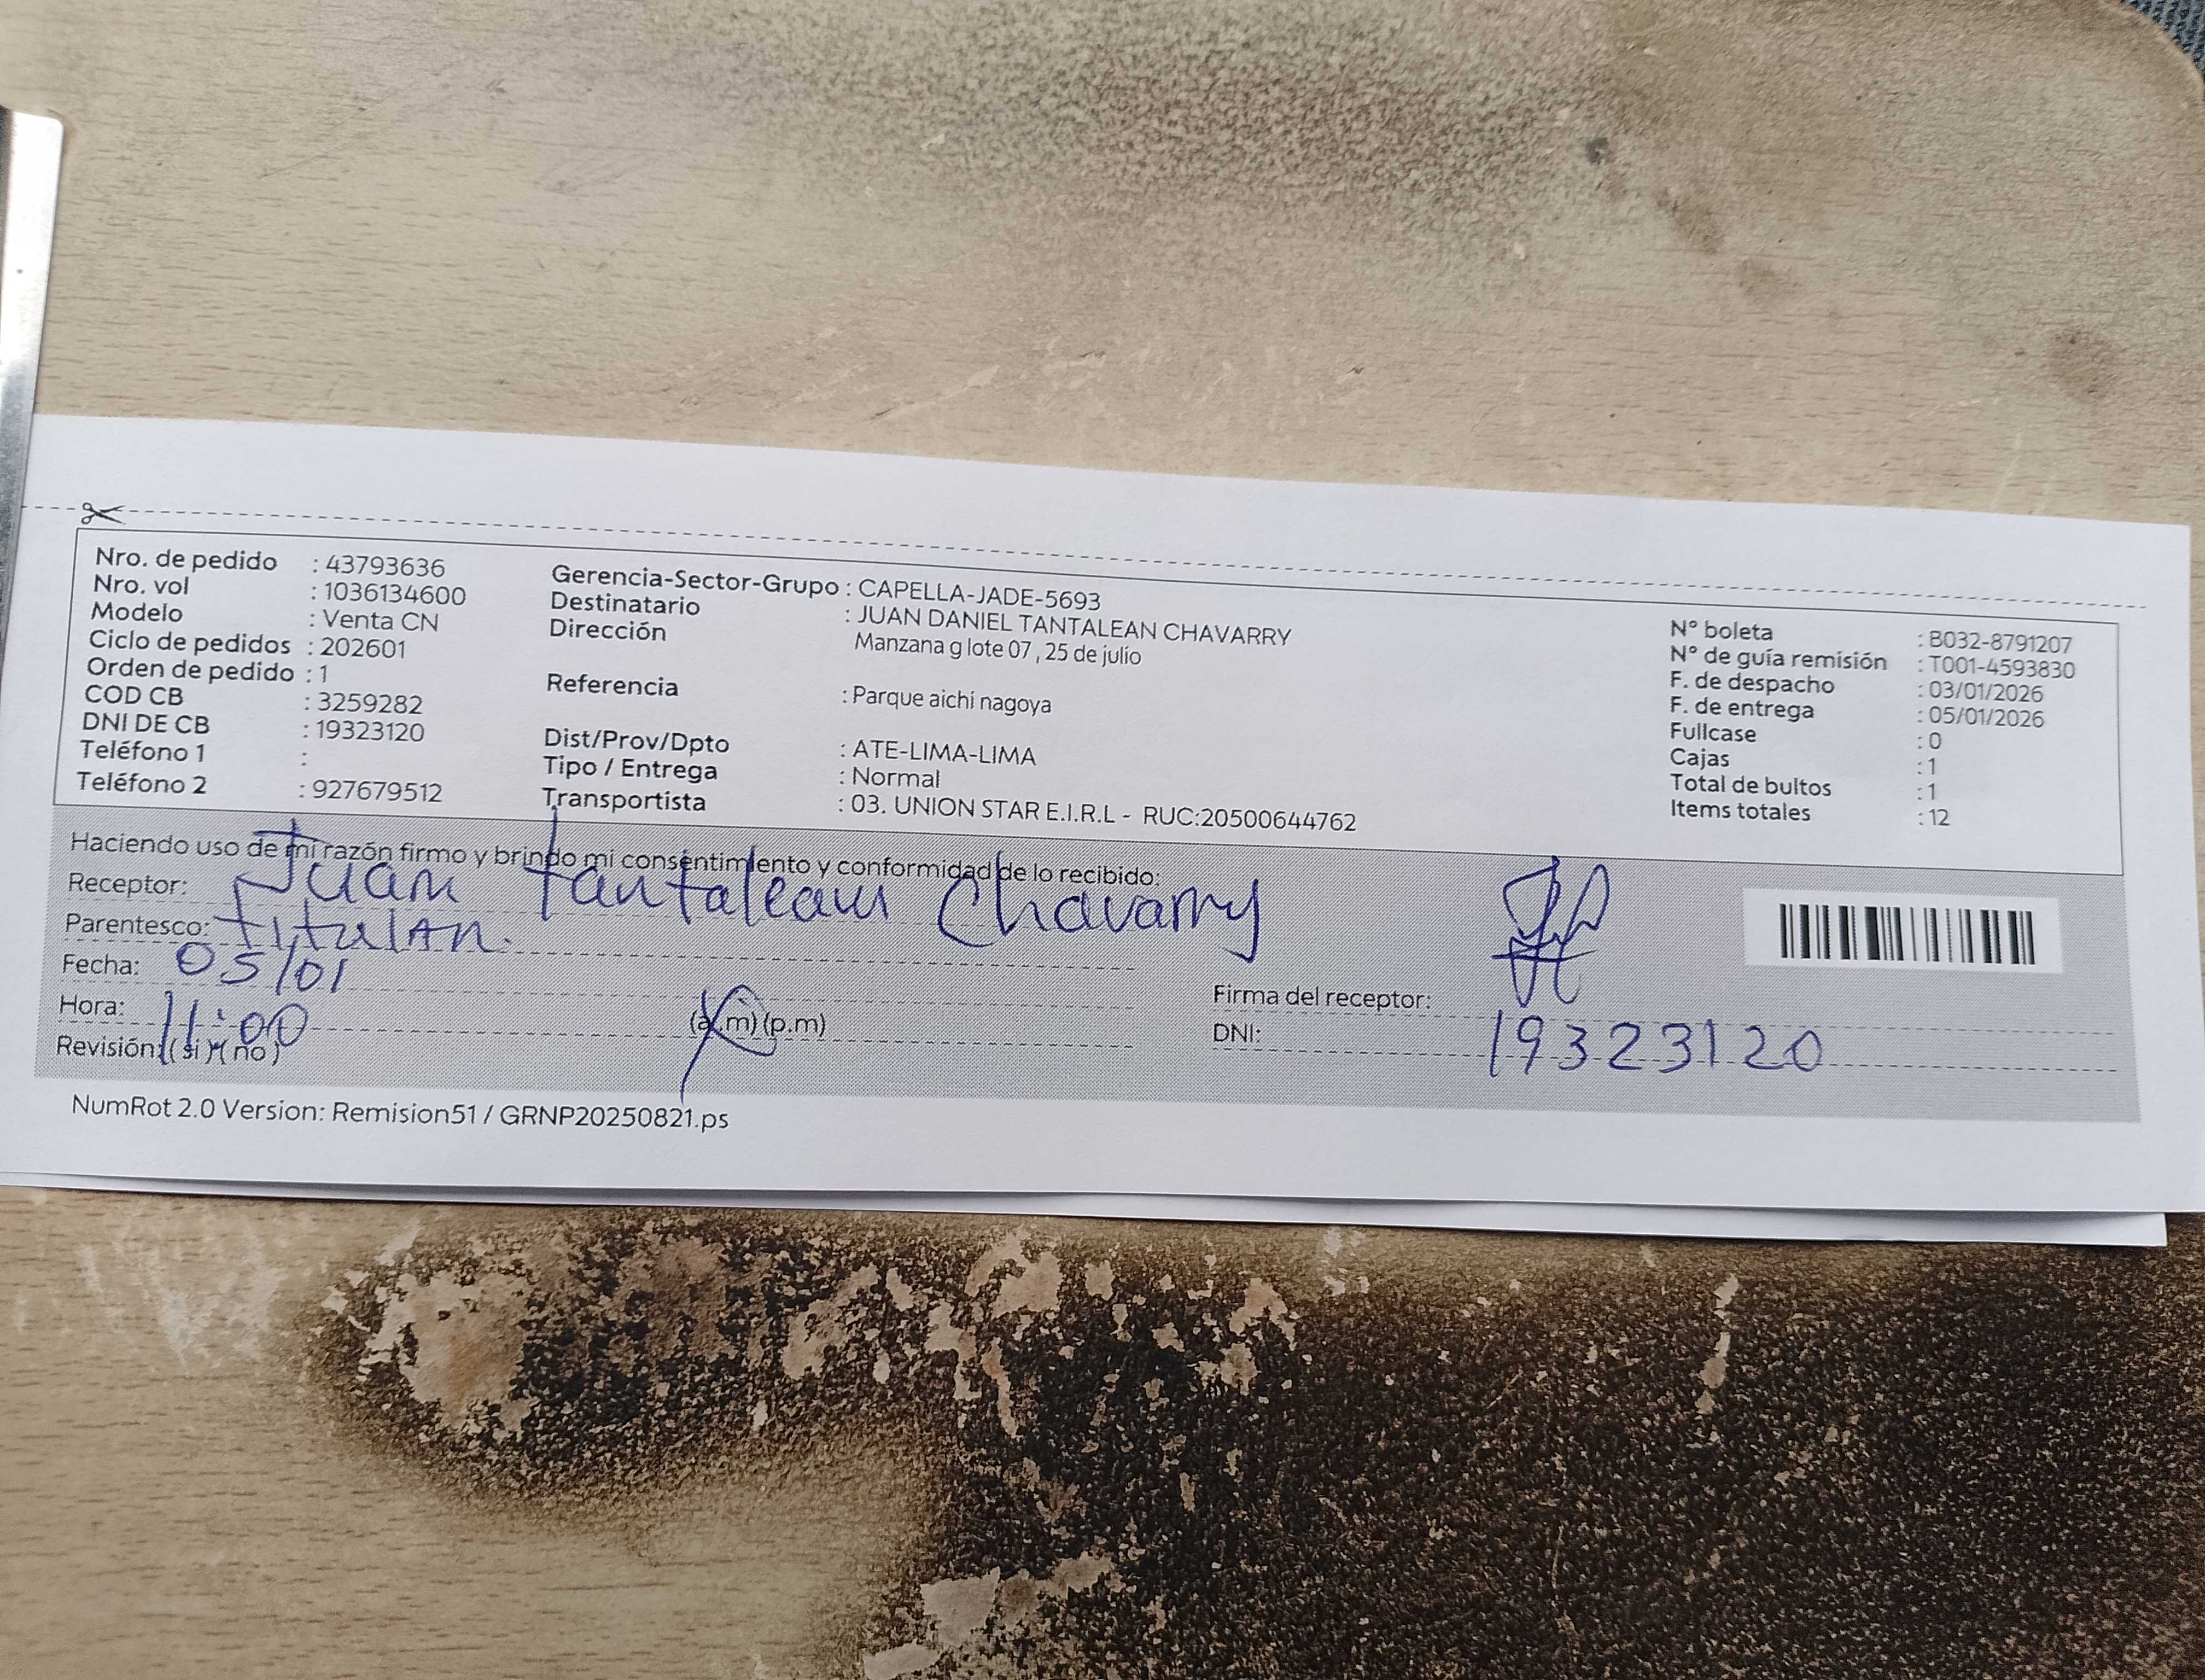 Nro. de pedido : 43793636
Nro. vol : 1036134600
Modelo : Venta CN
Ciclo de pedidos : 202601
Orden de pedido : 1
COD CB : 3259282
DNI DE CB : 19323120
Teléfono 1 :
Teléfono 2 : 927679512
Gerencia-Sector-Grupo : CAPELLA-JADE-5693
Destinatario : JUAN DANIEL TANTALEAN CHAVARRY
Dirección Manzana g lote 07 , 25 de julio
Referencia : Parque aichi nagoya
Dist/Prov/Dpto : ATE-LIMA-LIMA
Tipo / Entrega : Normal
Transportista : 03. UNION STAR E.I.R.L - RUC:20500644762
N° boleta : B032-8791207
N° de guía remisión : T001-4593830
F. de despacho : 03/01/2026
F. de entrega : 05/01/2026
Fullcase : 0
Cajas : 1
Total de bultos : 1
Items totales : 12
Haciendo uso de mi razón firmo y brindo mi consentimiento y conformidad de lo recibido:
Receptor: Juan Tantalean Chavarry
Parentesco: titular.
Fecha: 05/01
Hora: 11:00 (a.m) (p.m)
Revisión: ( si ) ( no )
Firma del receptor:
DNI: 19323120
NumRot 2.0 Version: Remision51 / GRNP20250821.ps